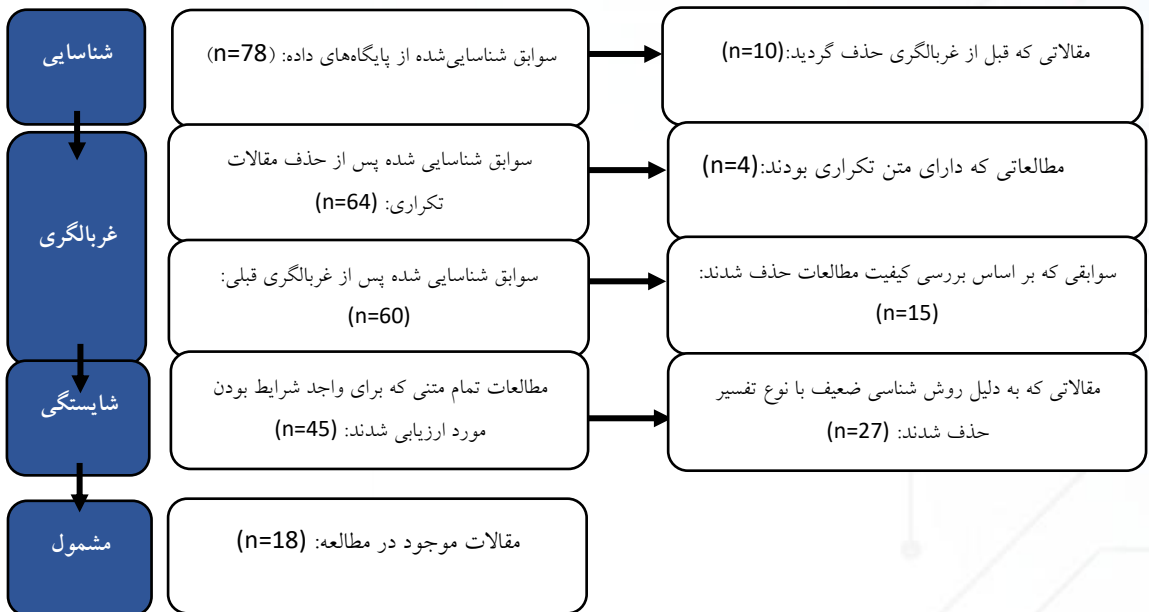 شناسایی
سوابق شناسایی‌شده از پایگاه‌های داده: (n=78)
مقالاتی که قبل از غربالگری حذف گردید:(n=10)
غربالگری
سوابق شناسایی شده پس از حذف مقالات
تکراری: (n=64)
مطالعاتی که دارای متن تکراری بودند:(n=4)
سوابق شناسایی شده پس از غربالگری قبلی:
(n=60)
سوابقی که بر اساس بررسی کیفیت مطالعات حذف شدند:
(n=15)
شایستگی
مطالعات تمام متنی که برای واجد شرایط بودن
مورد ارزیابی شدند: (n=45)
مقالاتی که به دلیل روش شناسی ضعیف با نوع تفسیر
حذف شدند: (n=27)
مشمول
مقالات موجود در مطالعه: (n=18)